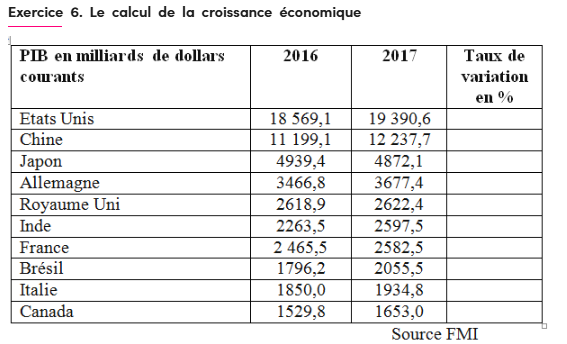 Exercice 6. Le calcul de la croissance économique
PIB en milliards de dollars courants 2016 2017 Taux de variation en %
Etats Unis 18 569,1 19 390,6
Chine 11 199,1 12 237,7
Japon 4939,4 4872,1
Allemagne 3466,8 3677,4
Royaume Uni 2618,9 2622,4
Inde 2263,5 2597,5
France 2 465,5 2582,5
Brésil 1796,2 2055,5
Italie 1850,0 1934,8
Canada 1529,8 1653,0
Source FMI